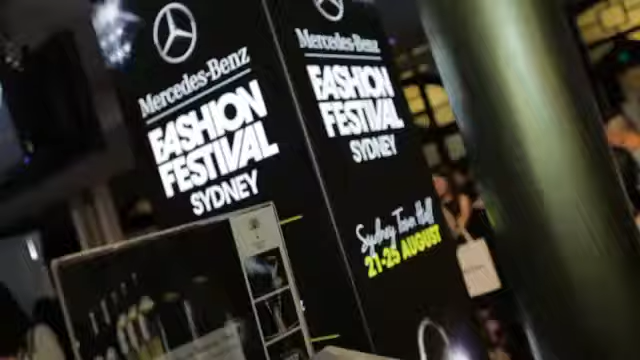 Mercedes-Benz
FASHION
FESTIVAL
SYDNEY
Mercedes-Benz
FASHION
FESTIVAL
SYDNEY
Sydney Town Hall
21-25 AUGUST